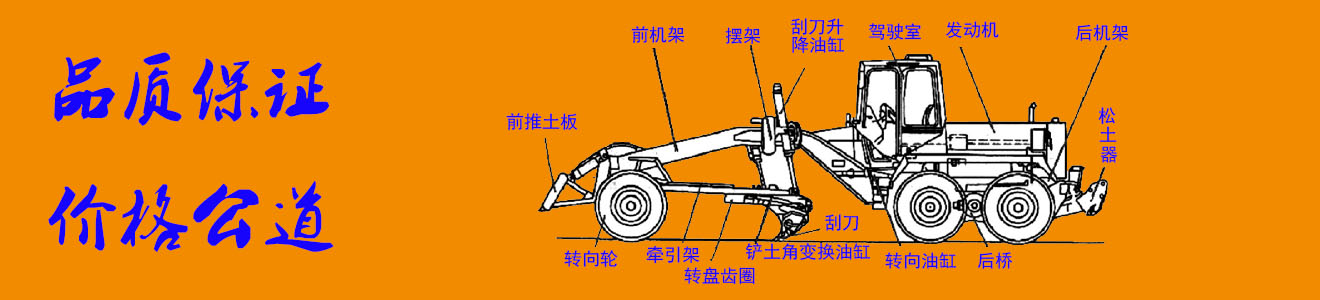 品质保证
价格公道
前机架
摆架
刮刀升
降油缸
驾驶室
发动机
后机架
前推土板
松土器
刮刀
转向轮
牵引架
铲土角变换油缸
转向油缸
后桥
转盘齿圈